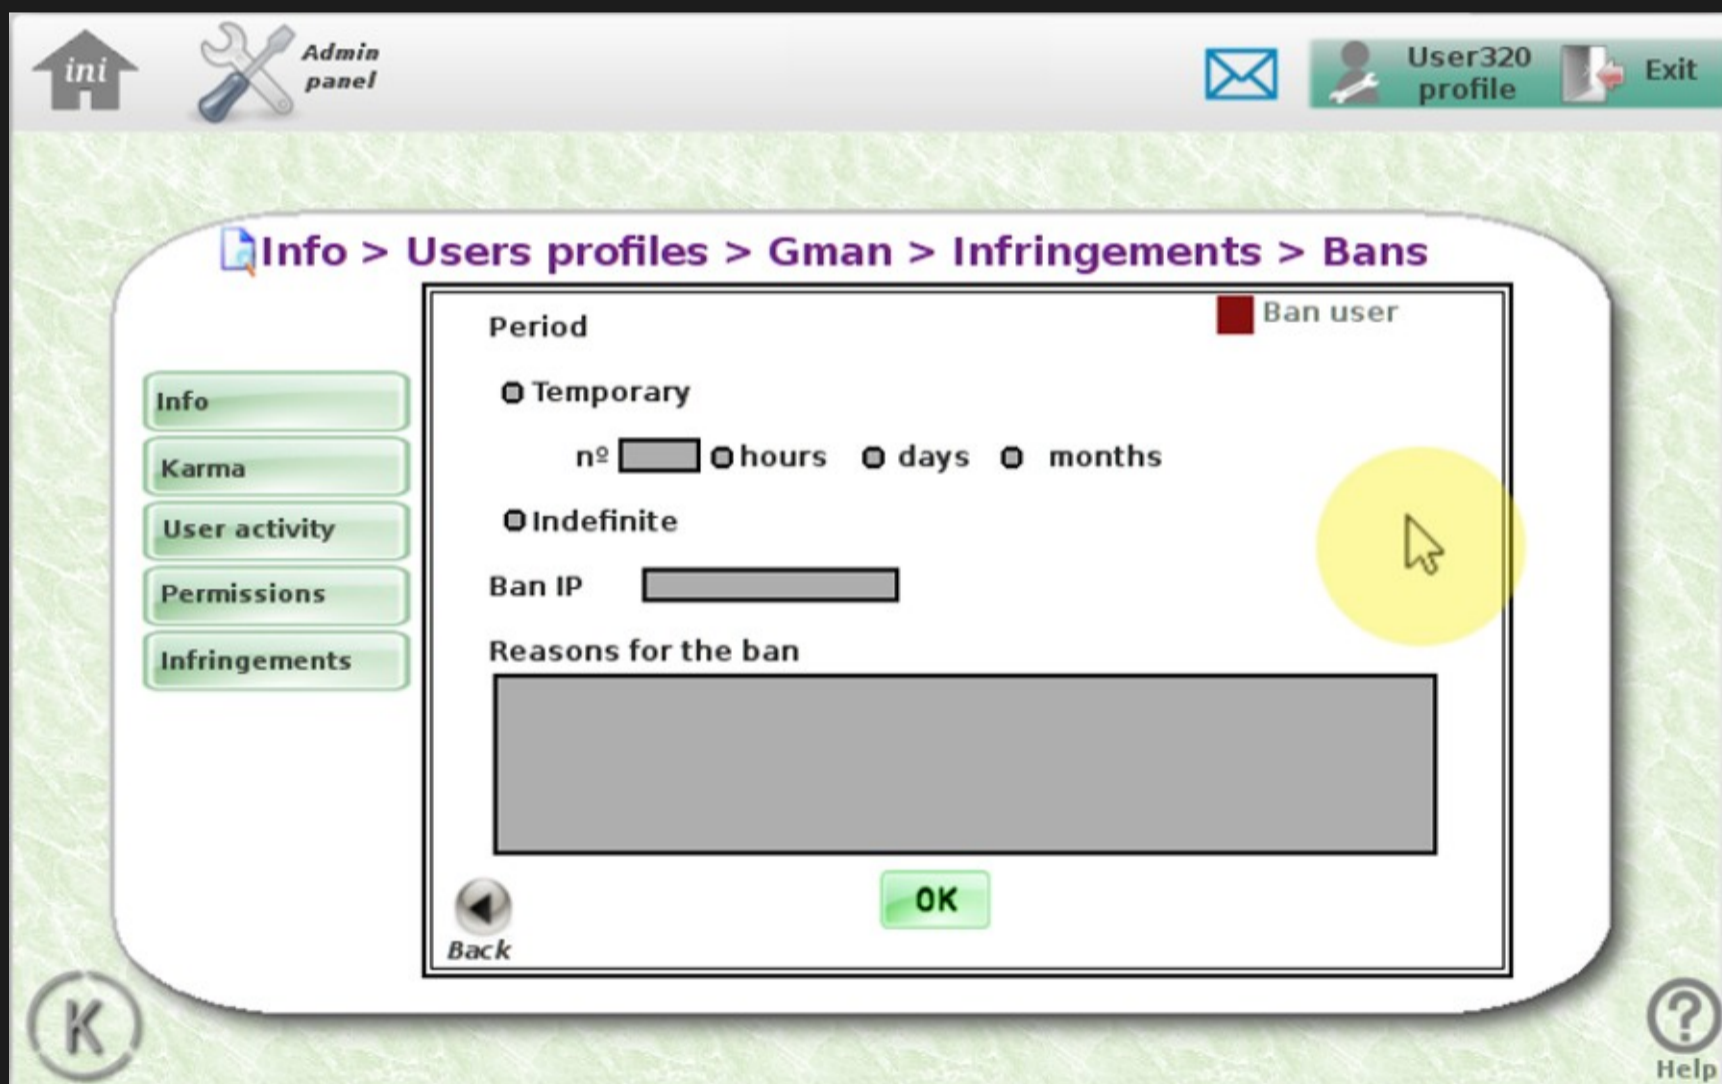 ini
Admin
panel
User320
profile
Exit
Info > Users profiles > Gman > Infringements > Bans
Ban user
Period
Temporary
nº hours days months
Indefinite
Ban IP
Reasons for the ban
Info
Karma
User activity
Permissions
Infringements
OK
Back
K
?
Help